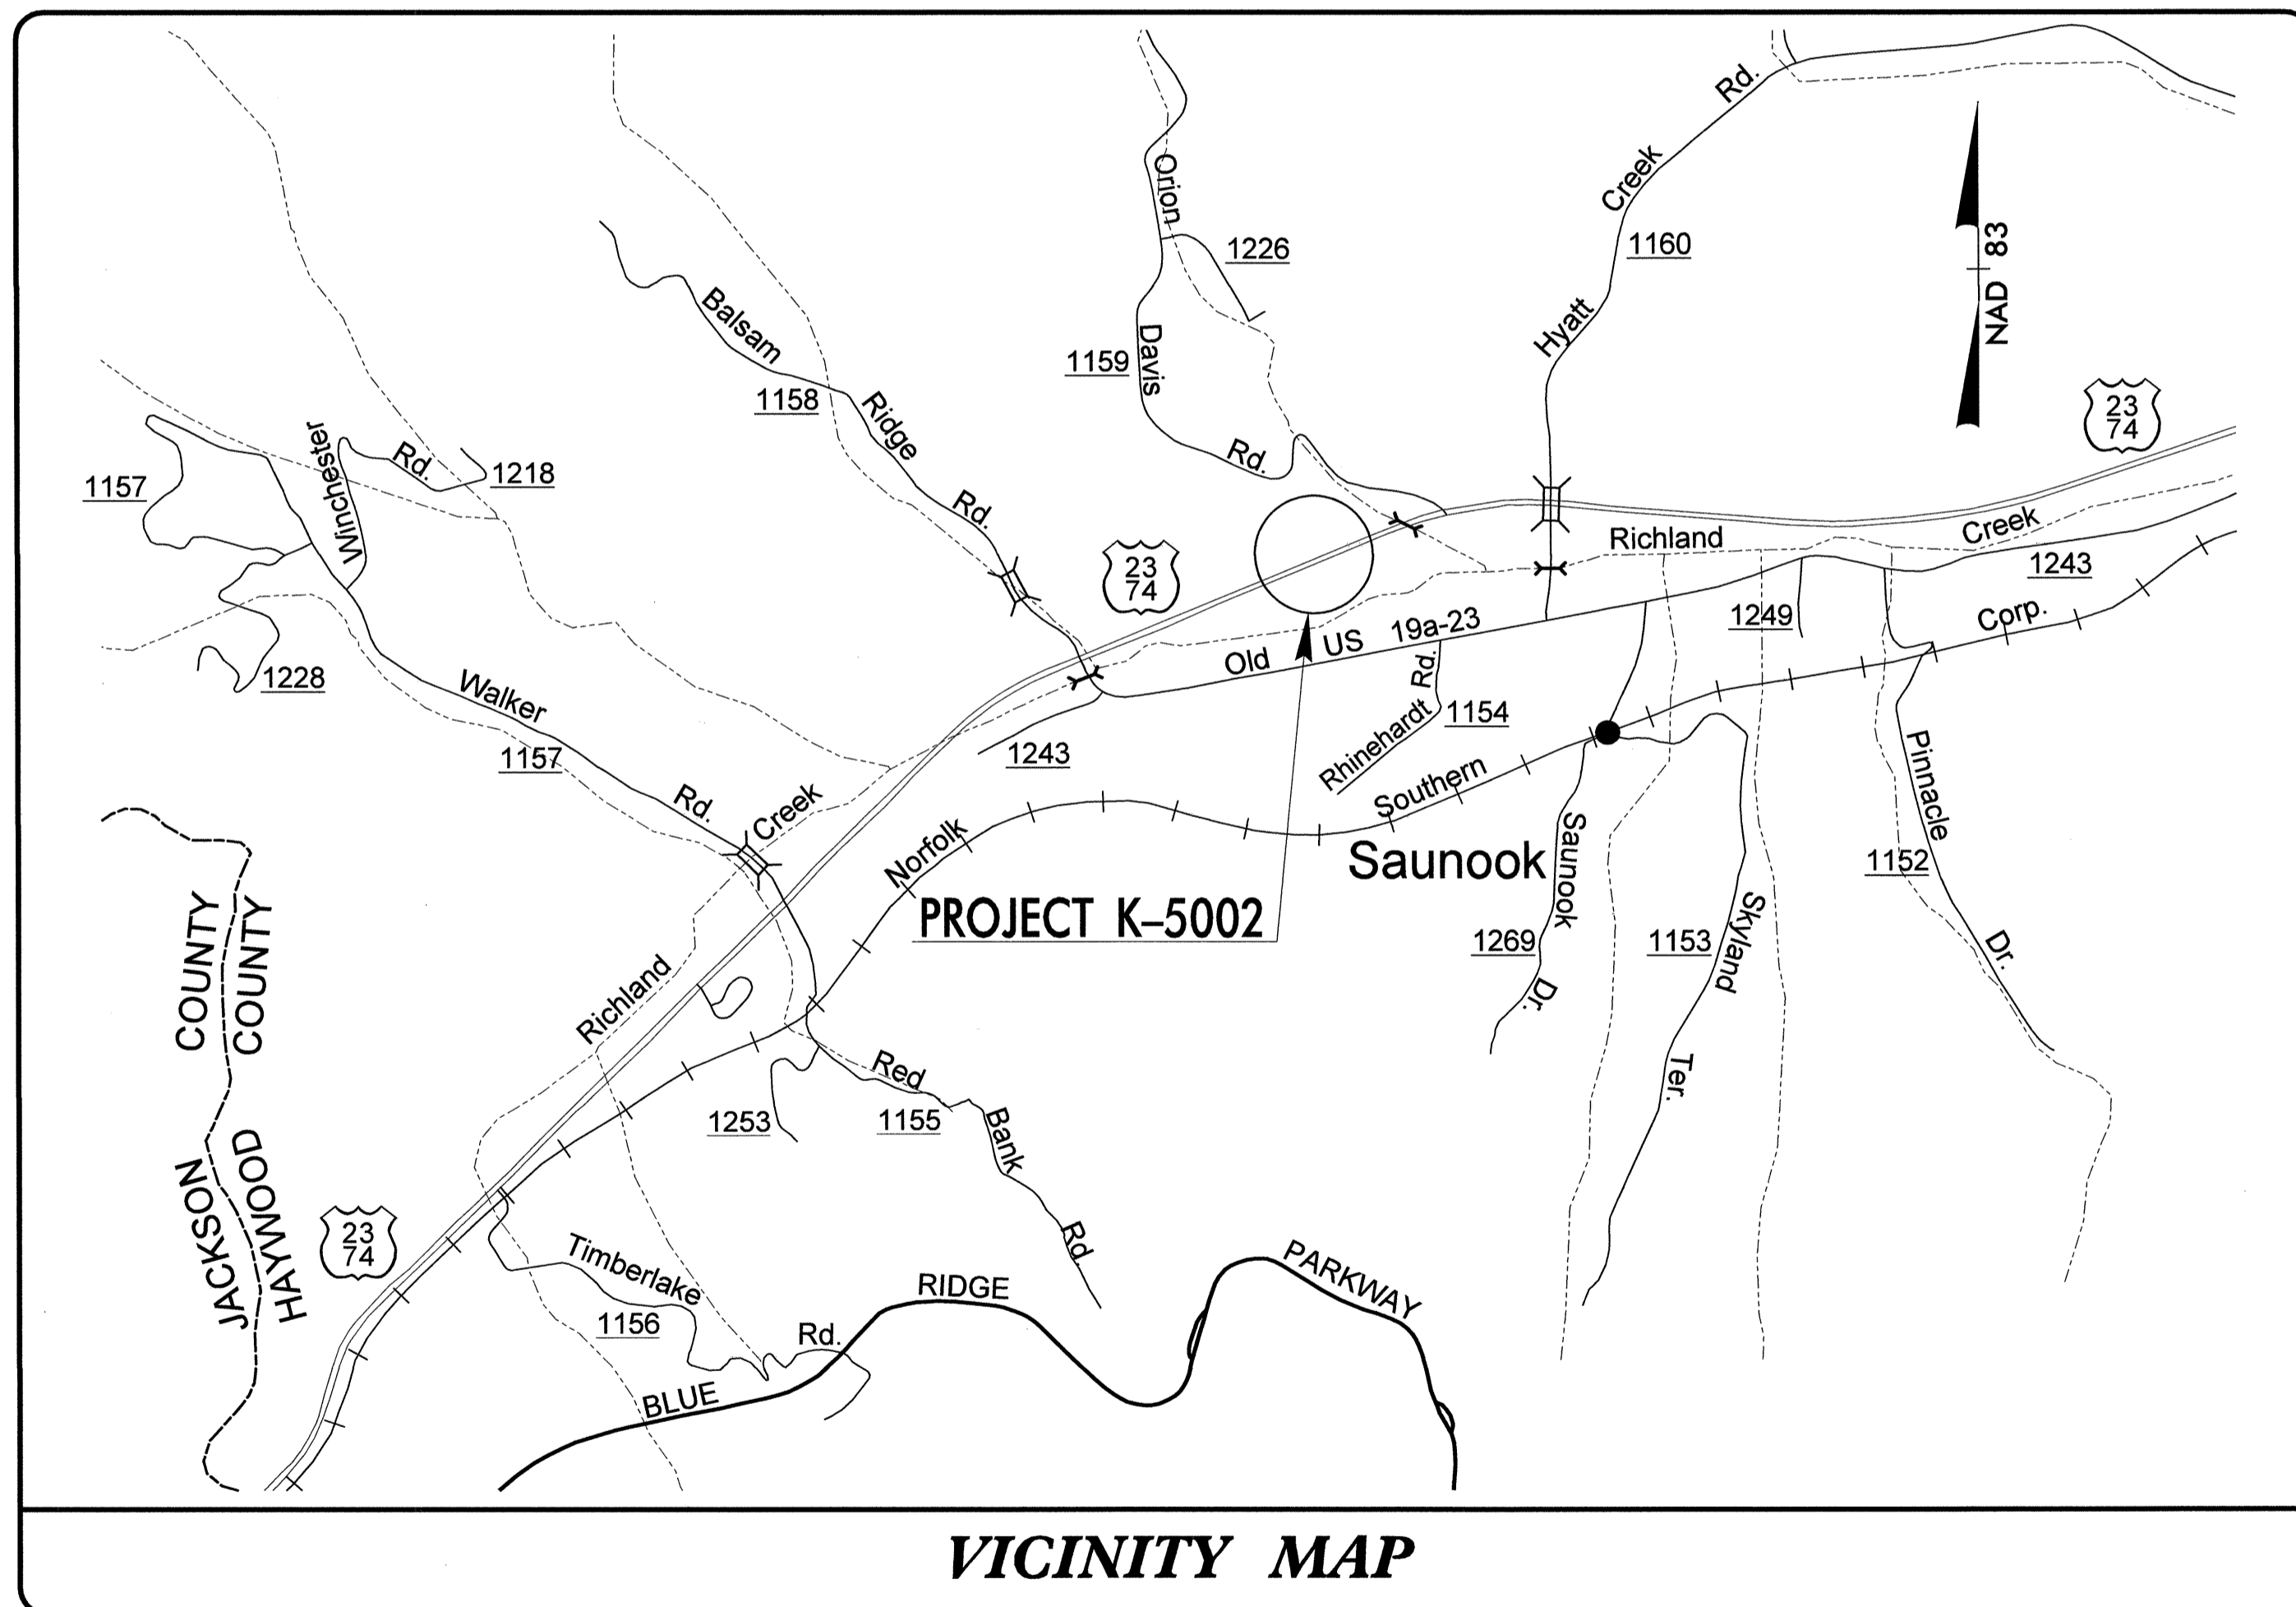 Rd.
Creek
1160
Hyatt
Orion
1226
Davis
1159
Rd.
NAD 83
23
74
Balsam
1158
Ridge
Rd.
Winchester
Rd.
1218
1157
1228
Walker
1157
Rd.
Creek
23
74
Richland
Creek
1243
Old US 19a-23
1249
Corp.
Rhinehardt Rd.
1154
1243
Norfolk
Southern
Saunook
PROJECT K–5002
Saunook
1269
Dr.
1153
Skyland
Ter.
Pinnacle
1152
Dr.
Richland
COUNTY
COUNTY
JACKSON
HAYWOOD
23
74
1253
Red
1155
Bank
Rd.
Timberlake
1156
Rd.
BLUE
RIDGE
PARKWAY
VICINITY MAP